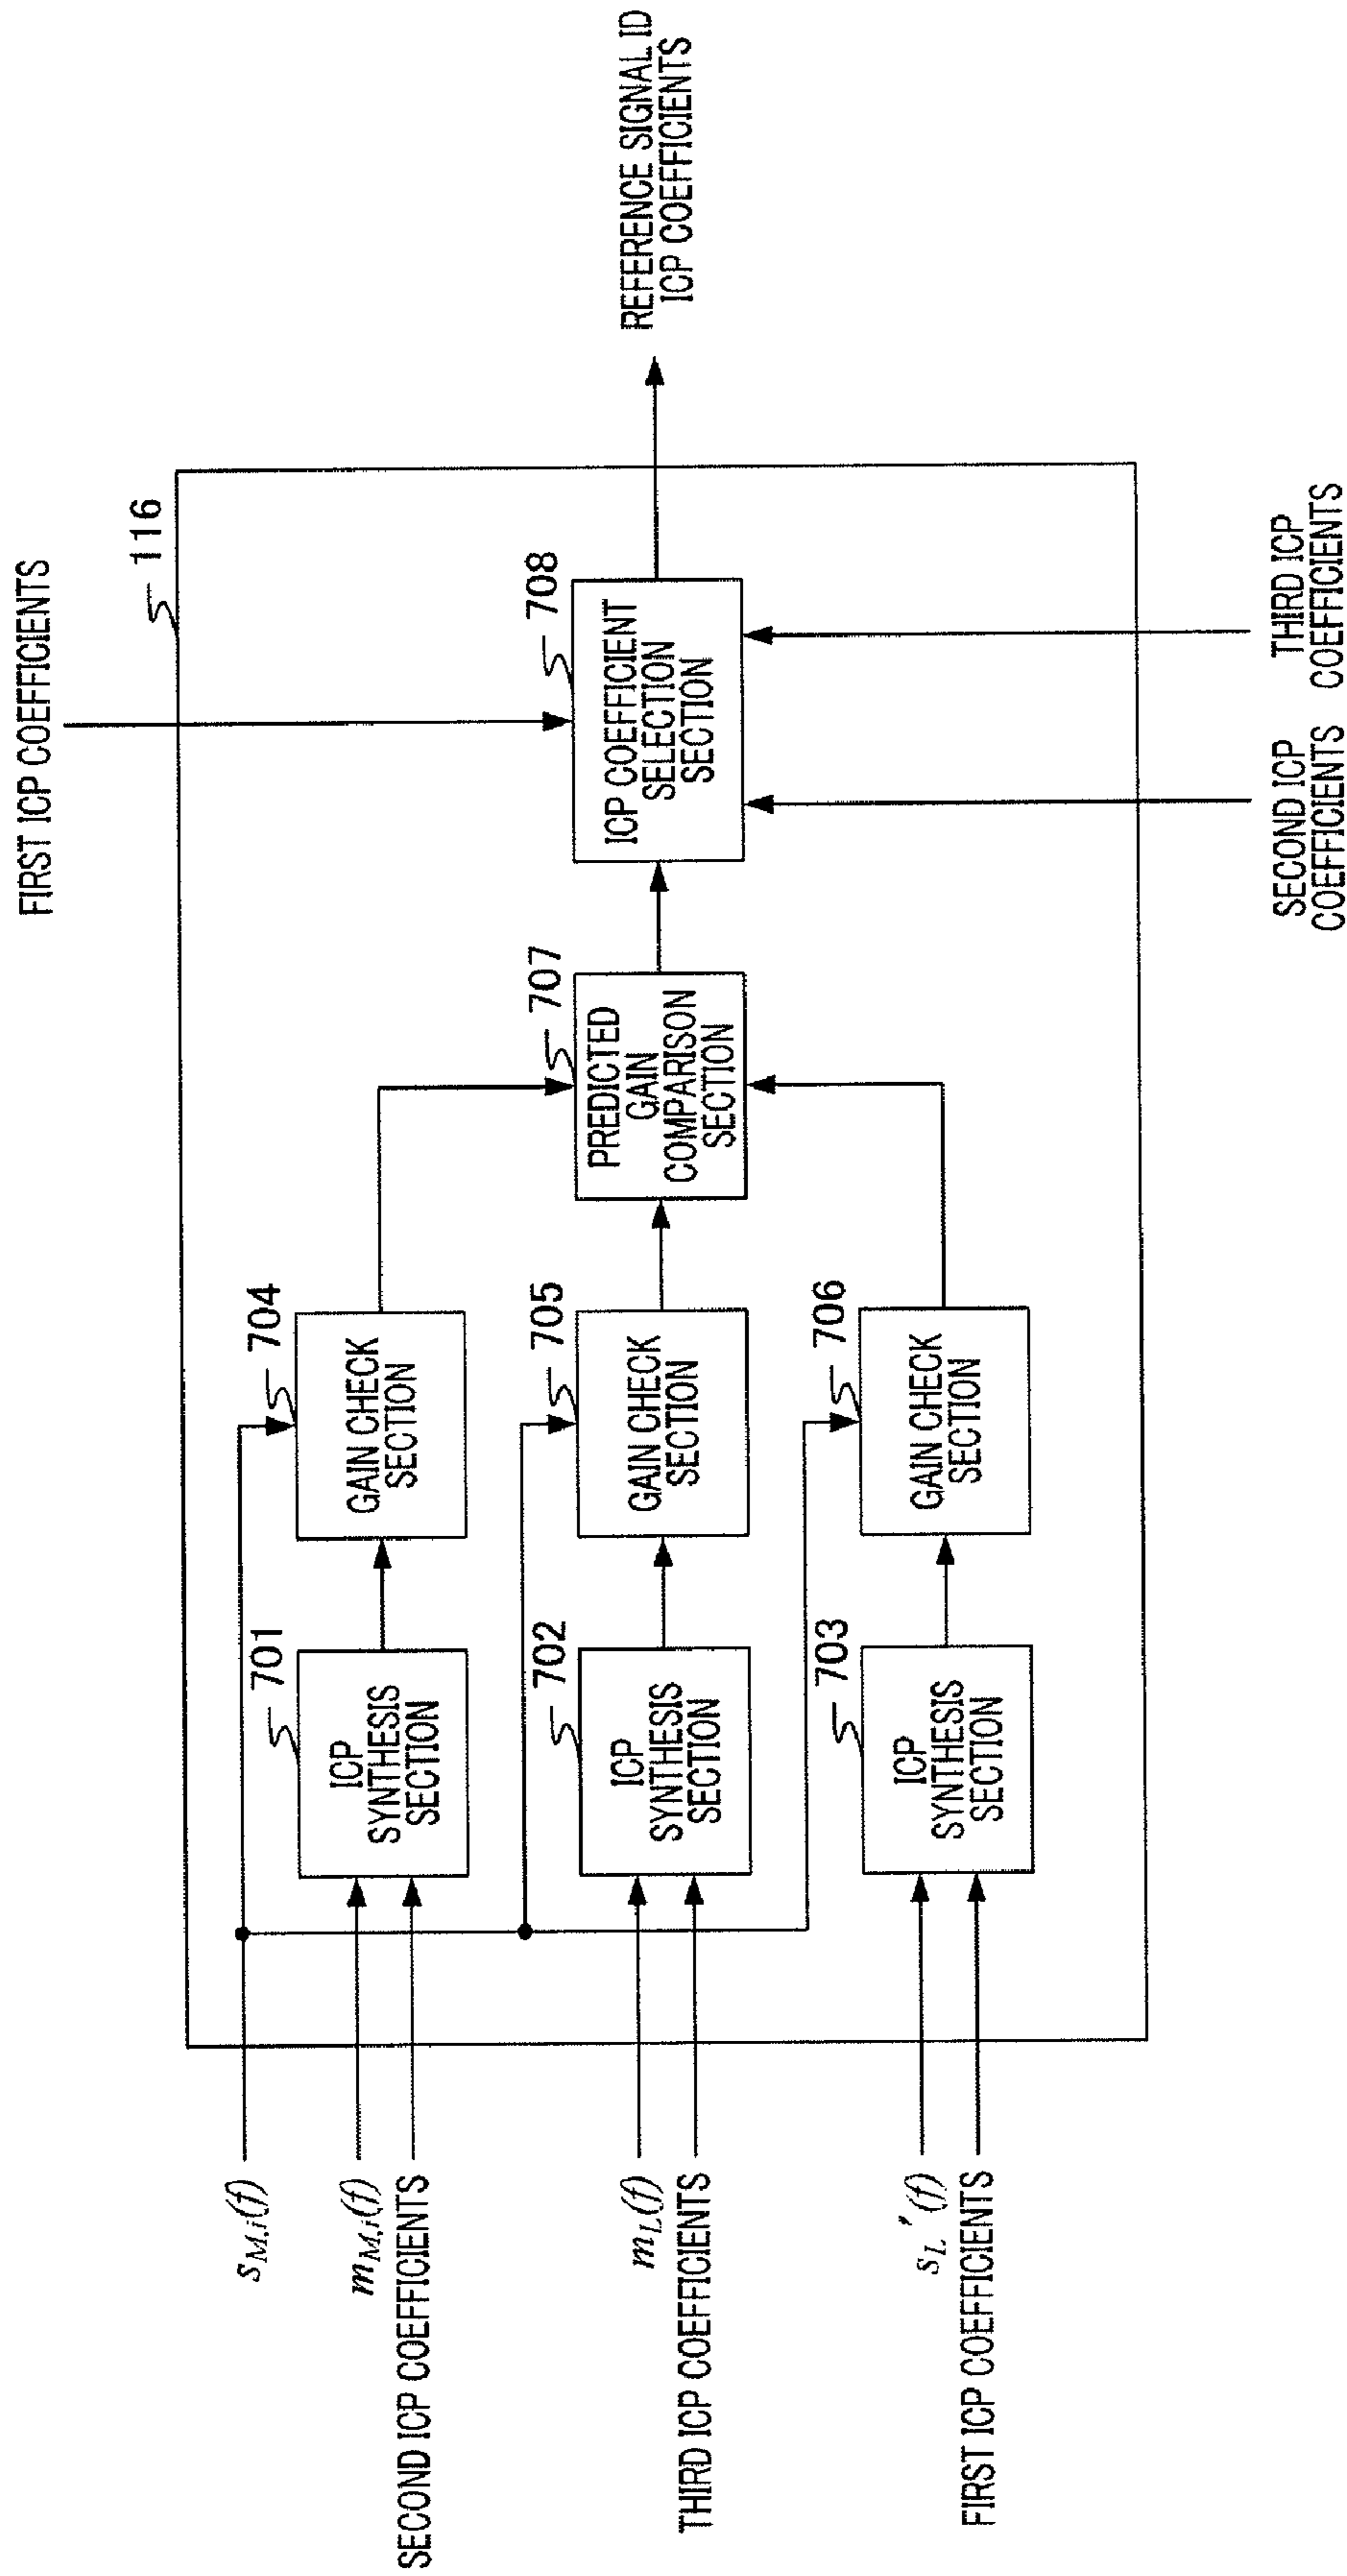 FIRST ICP COEFFICIENTS
116
s_{M,i}(f)
m_{M,i}(f)
SECOND ICP COEFFICIENTS
701
ICP
SYNTHESIS
SECTION
704
GAIN CHECK
SECTION
m_L(f)
THIRD ICP COEFFICIENTS
702
ICP
SYNTHESIS
SECTION
705
GAIN CHECK
SECTION
707
PREDICTED
GAIN
COMPARISON
SECTION
708
ICP COEFFICIENT
SELECTION
SECTION
REFERENCE SIGNAL ID
ICP COEFFICIENTS
s_L"(f)
FIRST ICP COEFFICIENTS
703
ICP
SYNTHESIS
SECTION
706
GAIN CHECK
SECTION
SECOND ICP
COEFFICIENTS
THIRD ICP
COEFFICIENTS